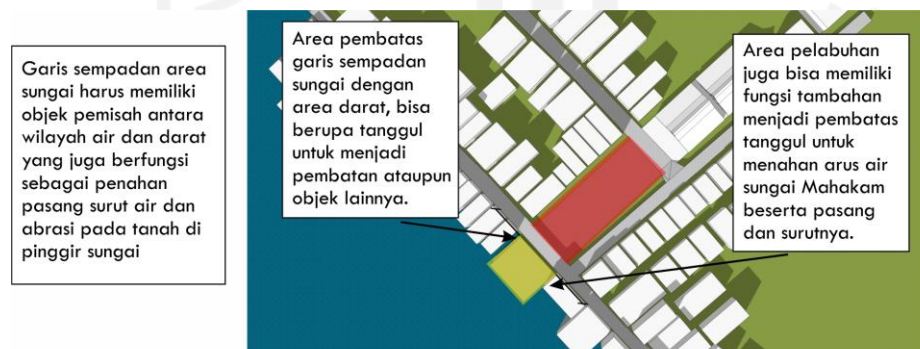 Garis sempadan area
sungai harus memiliki
objek pemisah antara
wilayah air dan darat
yang juga berfungsi
sebagai penahan
pasang surut air dan
abrasi pada tanah di
pinggir sungai
Area pembatas
garis sempadan
sungai dengan
area darat, bisa
berupa tanggul
untuk menjadi
pembatan ataupun
objek lainnya.
Area pelabuhan
juga bisa memiliki
fungsi tambahan
menjadi pembatas
tanggul untuk
menahan arus air
sungai Mahakam
beserta pasang
dan surutnya.